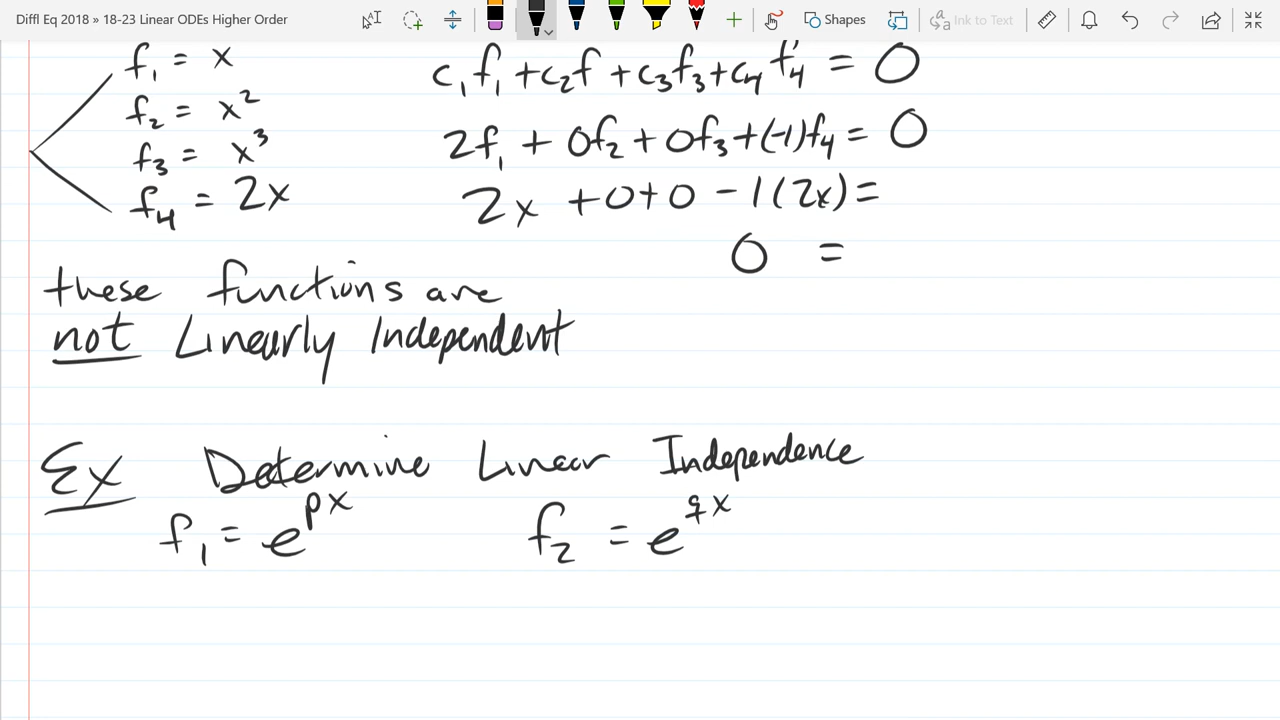 Diffl Eq 2018 » 18-23 Linear ODEs Higher Order
Shapes
Ink to Text
f₁ = x
f₂ = x²
f₃ = x³
f₄ = 2x
c₁f₁ + c₂f + c₃f₃ + c₄f₄ = 0
2f₁ + 0f₂ + 0f₃ + (-1)f₄ = 0
2x + 0 + 0 - 1(2x) =
0 =
these functions are
not Linearly Independent
Ex Determine Linear Independence
f₁ = e^{px} f₂ = e^{qx}